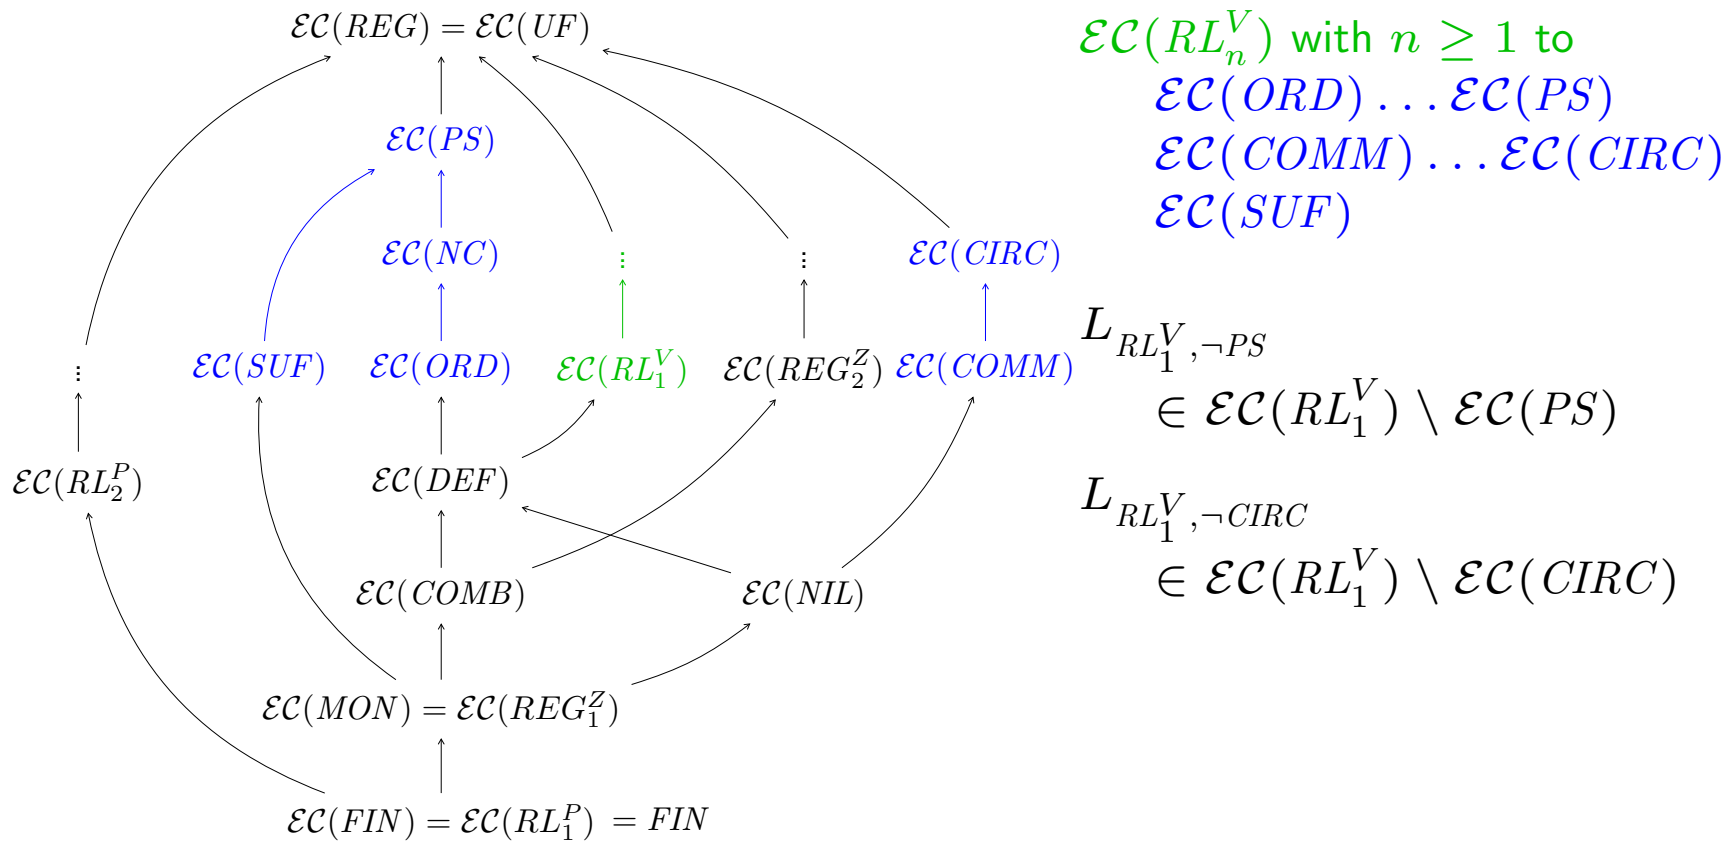 ℰ𝒞(REG) = ℰ𝒞(UF)
ℰ𝒞(PS)
ℰ𝒞(NC)
⋮
⋮
ℰ𝒞(CIRC)
⋮
ℰ𝒞(SUF)
ℰ𝒞(ORD)
ℰ𝒞(RL_1^V)
ℰ𝒞(REG_2^Z)
ℰ𝒞(COMM)
ℰ𝒞(RL_2^P)
ℰ𝒞(DEF)
ℰ𝒞(COMB)
ℰ𝒞(NIL)
ℰ𝒞(MON) = ℰ𝒞(REG_1^Z)
ℰ𝒞(FIN) = ℰ𝒞(RL_1^P) = FIN
ℰ𝒞(RL_n^V) with n ≥ 1 to
ℰ𝒞(ORD) … ℰ𝒞(PS)
ℰ𝒞(COMM) … ℰ𝒞(CIRC)
ℰ𝒞(SUF)
L_{RL_1^V,¬PS}
∈ ℰ𝒞(RL_1^V) \ ℰ𝒞(PS)
L_{RL_1^V,¬CIRC}
∈ ℰ𝒞(RL_1^V) \ ℰ𝒞(CIRC)